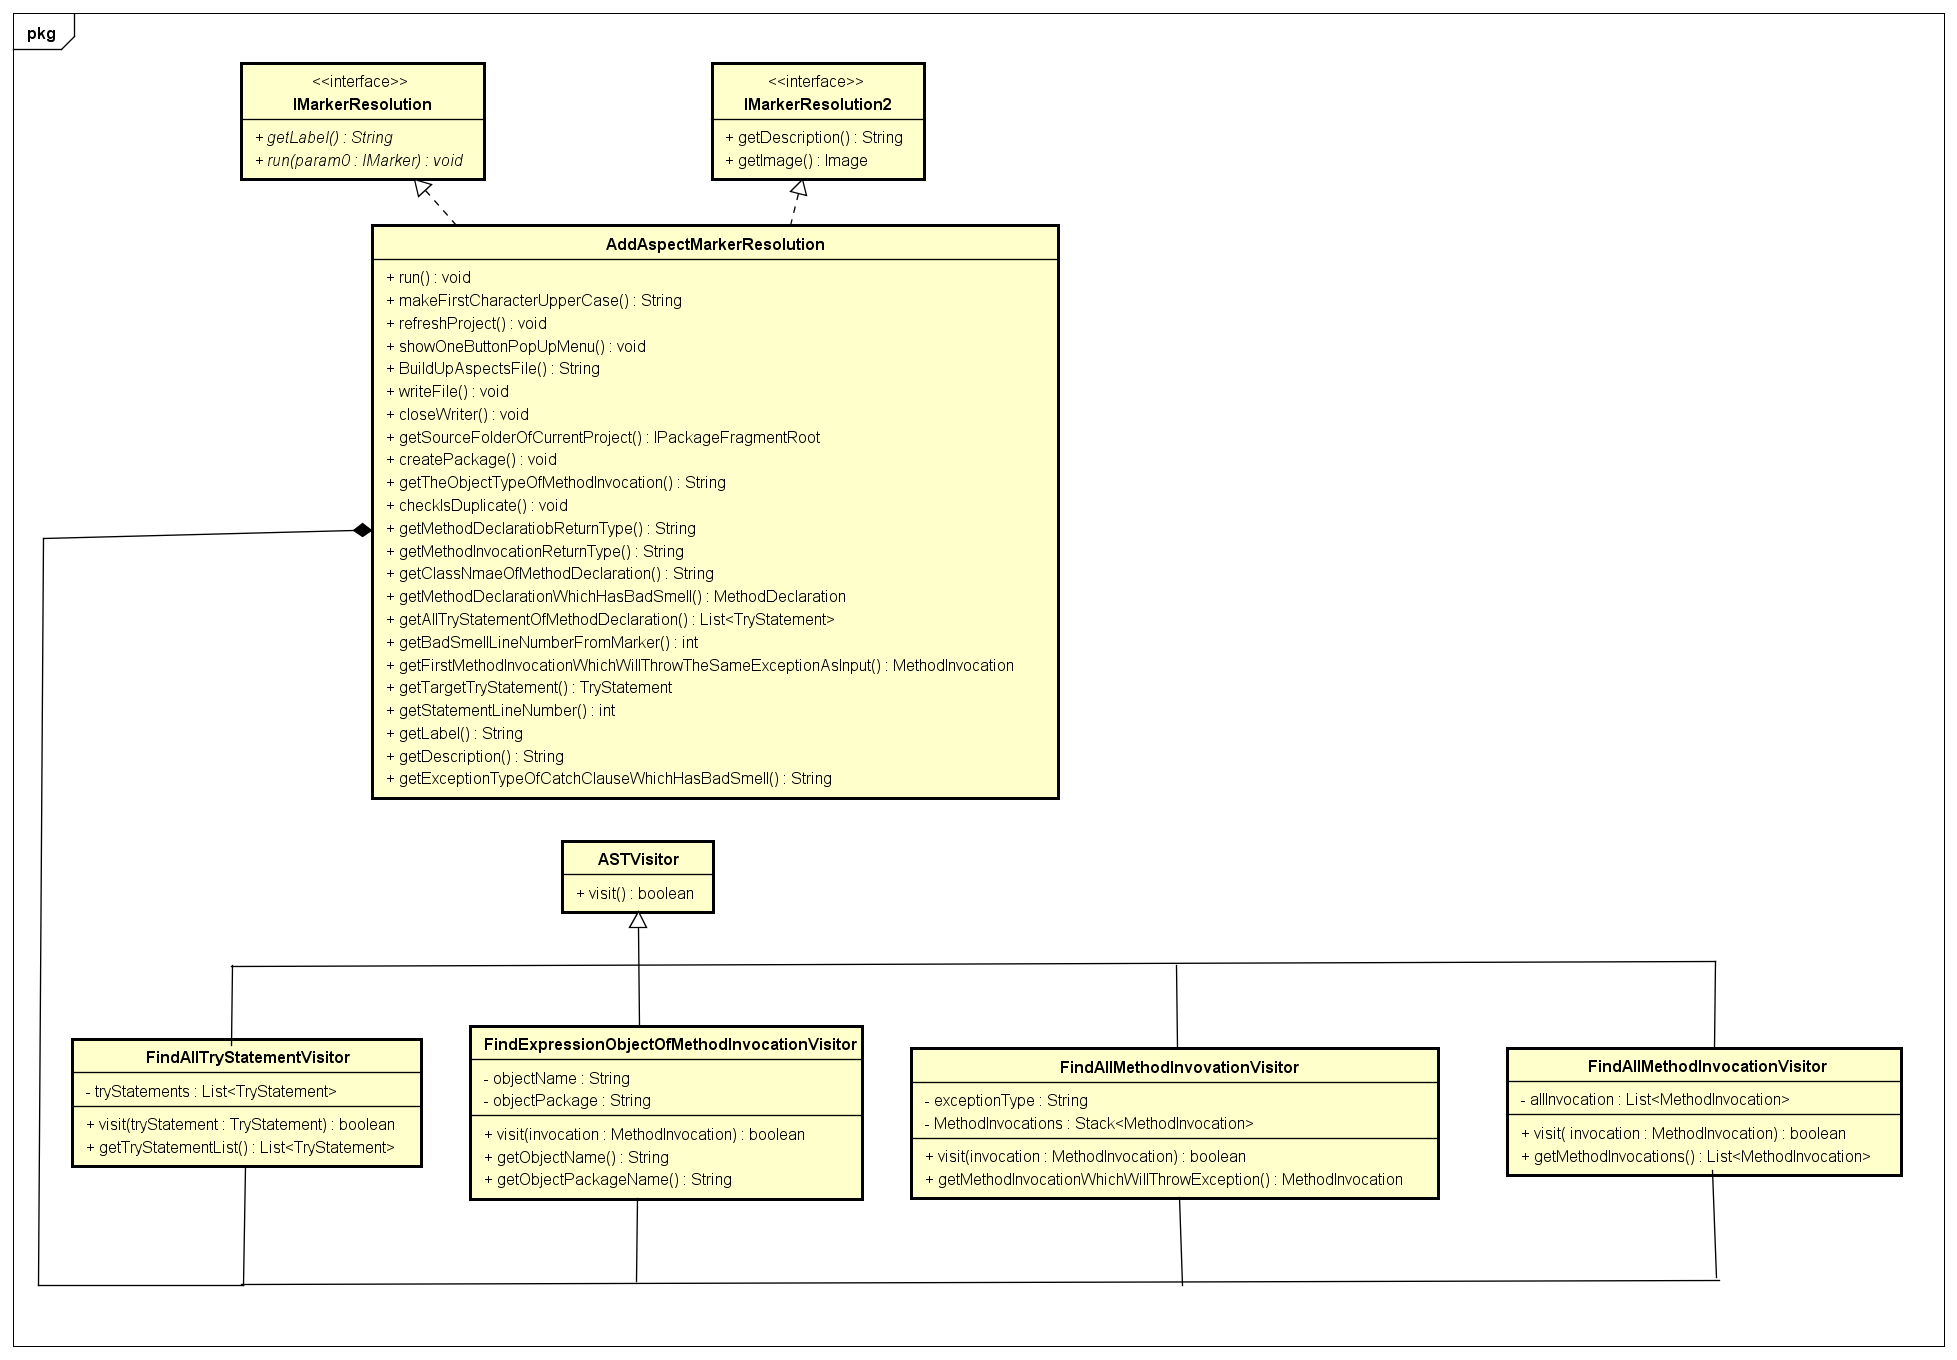 pkg
<<interface>>
IMarkerResolution
+ getLabel() : String
+ run(param0 : IMarker) : void
<<interface>>
IMarkerResolution2
+ getDescription() : String
+ getImage() : Image
AddAspectMarkerResolution
+ run() : void
+ makeFirstCharacterUpperCase() : String
+ refreshProject() : void
+ showOneButtonPopUpMenu() : void
+ BuildUpAspectsFile() : String
+ writeFile() : void
+ closeWriter() : void
+ getSourceFolderOfCurrentProject() : IPackageFragmentRoot
+ createPackage() : void
+ getTheObjectTypeOfMethodInvocation() : String
+ checkIsDuplicate() : void
+ getMethodDeclaratiobReturnType() : String
+ getMethodInvocationReturnType() : String
+ getClassNmaeOfMethodDeclaration() : String
+ getMethodDeclarationWhichHasBadSmell() : MethodDeclaration
+ getAllTryStatementOfMethodDeclaration() : List<TryStatement>
+ getBadSmellLineNumberFromMarker() : int
+ getFirstMethodInvocationWhichWillThrowTheSameExceptionAsInput() : MethodInvocation
+ getTargetTryStatement() : TryStatement
+ getStatementLineNumber() : int
+ getLabel() : String
+ getDescription() : String
+ getExceptionTypeOfCatchClauseWhichHasBadSmell() : String
ASTVisitor
+ visit() : boolean
FindAllTryStatementVisitor
- tryStatements : List<TryStatement>
+ visit(tryStatement : TryStatement) : boolean
+ getTryStatementList() : List<TryStatement>
FindExpressionObjectOfMethodInvocationVisitor
- objectName : String
- objectPackage : String
+ visit(invocation : MethodInvocation) : boolean
+ getObjectName() : String
+ getObjectPackageName() : String
FindAllMethodInvovationVisitor
- exceptionType : String
- MethodInvocations : Stack<MethodInvocation>
+ visit(invocation : MethodInvocation) : boolean
+ getMethodInvocationWhichWillThrowException() : MethodInvocation
FindAllMethodInvocationVisitor
- allInvocation : List<MethodInvocation>
+ visit( invocation : MethodInvocation) : boolean
+ getMethodInvocations() : List<MethodInvocation>